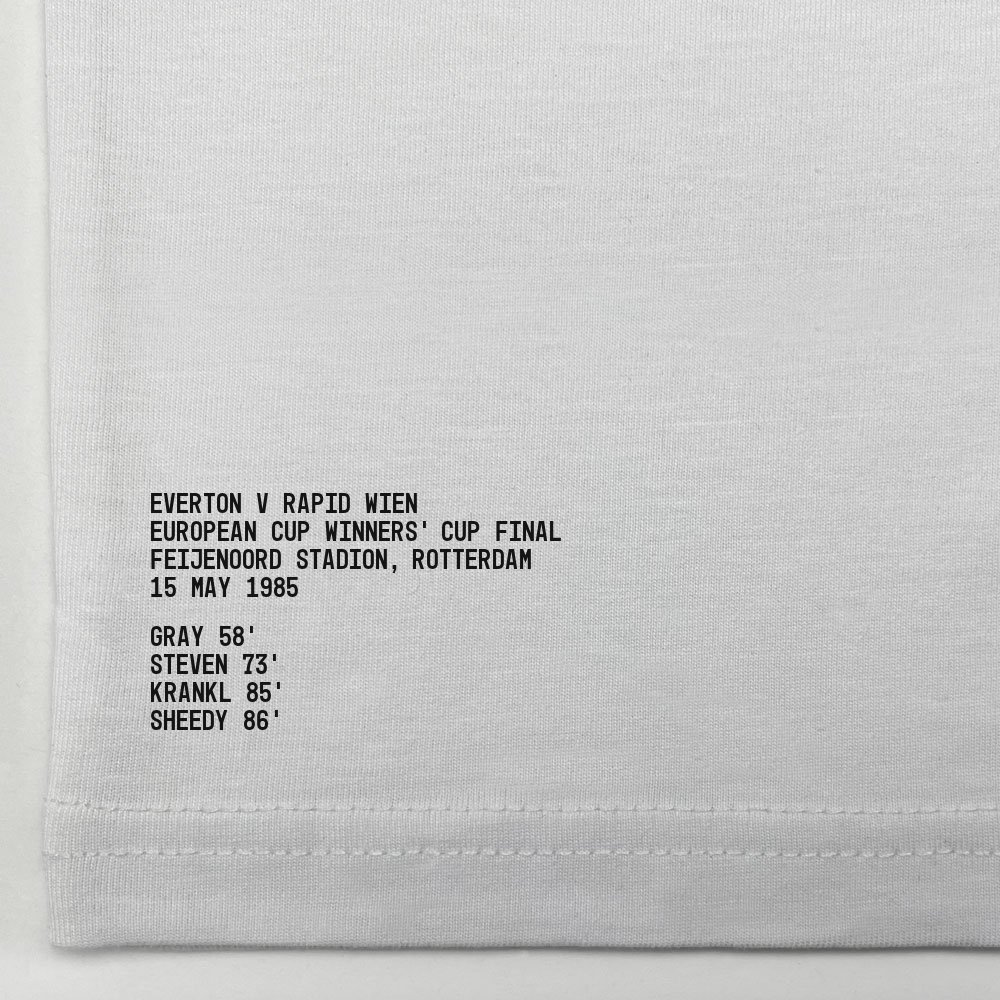 EVERTON V RAPID WIEN
EUROPEAN CUP WINNERS' CUP FINAL
FEIJENOORD STADION, ROTTERDAM
15 MAY 1985
GRAY 58'
STEVEN 73'
KRANKL 85'
SHEEDY 86'